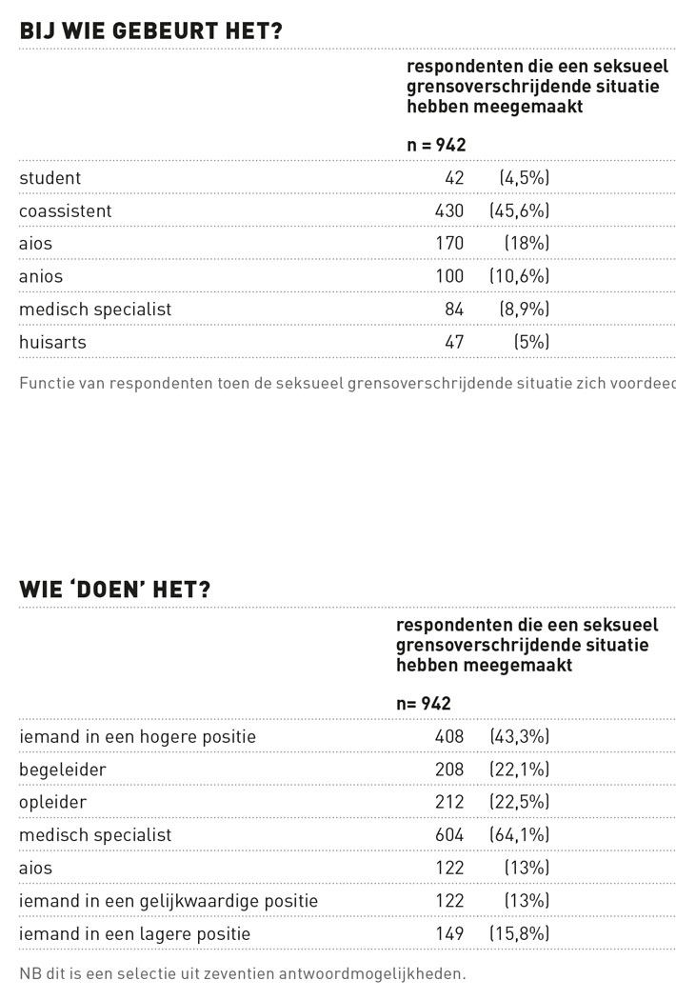 BIJ WIE GEBEURT HET?
respondenten die een seksueel
grensoverschrijdende situatie
hebben meegemaakt
n = 942
student 42 (4,5%)
coassistent 430 (45,6%)
aios 170 (18%)
anios 100 (10,6%)
medisch specialist 84 (8,9%)
huisarts 47 (5%)
Functie van respondenten toen de seksueel grensoverschrijdende situatie zich
WIE ‘DOEN’ HET?
respondenten die een seksueel
grensoverschrijdende situatie
hebben meegemaakt
n= 942
iemand in een hogere positie 408 (43,3%)
begeleider 208 (22,1%)
opleider 212 (22,5%)
medisch specialist 604 (64,1%)
aios 122 (13%)
iemand in een gelijkwaardige positie 122 (13%)
iemand in een lagere positie 149 (15,8%)
NB dit is een selectie uit zeventien antwoordmogelijkheden.